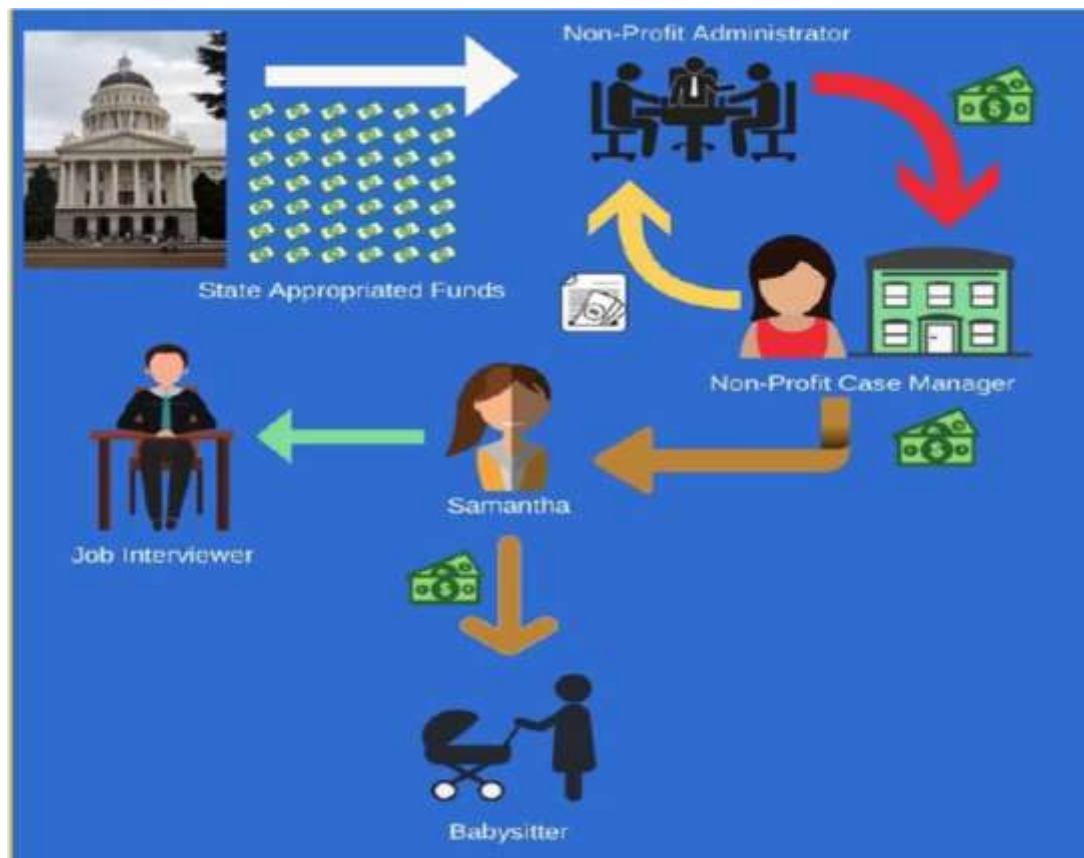 Non-Profit Administrator
State Appropriated Funds
Non-Profit Case Manager
Samantha
Job Interviewer
Babysitter